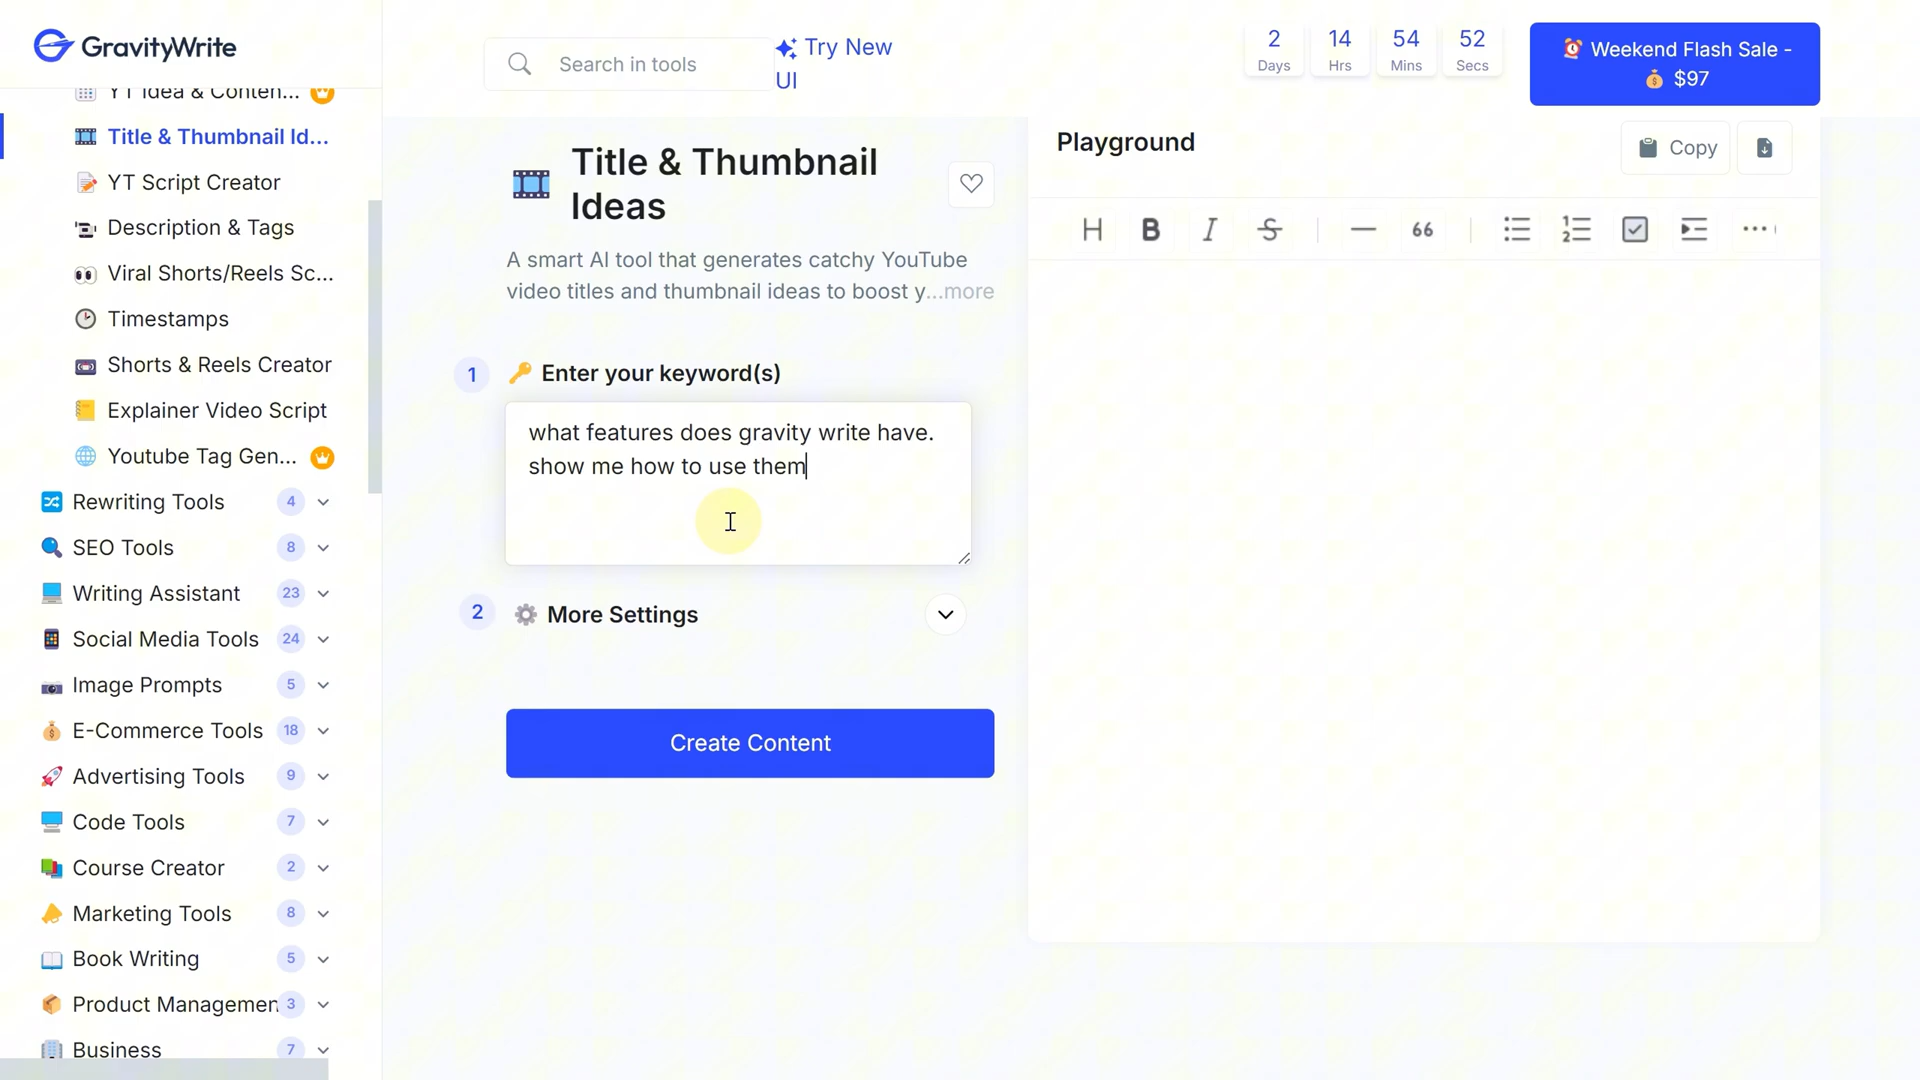 GravityWrite
YT Idea & Conten...
Title & Thumbnail Id...
YT Script Creator
Description & Tags
Viral Shorts/Reels Sc...
Timestamps
Shorts & Reels Creator
Explainer Video Script
Youtube Tag Gen...
Rewriting Tools 4
SEO Tools 8
Writing Assistant 23
Social Media Tools 24
Image Prompts 5
E-Commerce Tools 18
Advertising Tools 9
Code Tools 7
Course Creator 2
Marketing Tools 8
Book Writing 5
Product Managemen 3
Business 7
Search in tools
Try New
UI
2 14 54 52
Days Hrs Mins Secs
Weekend Flash Sale -
$97
Title & Thumbnail
Ideas
A smart AI tool that generates catchy YouTube
video titles and thumbnail ideas to boost y...more
1 Enter your keyword(s)
what features does gravity write have.
show me how to use them
2 More Settings
Create Content
Playground
Copy
H B I S 66